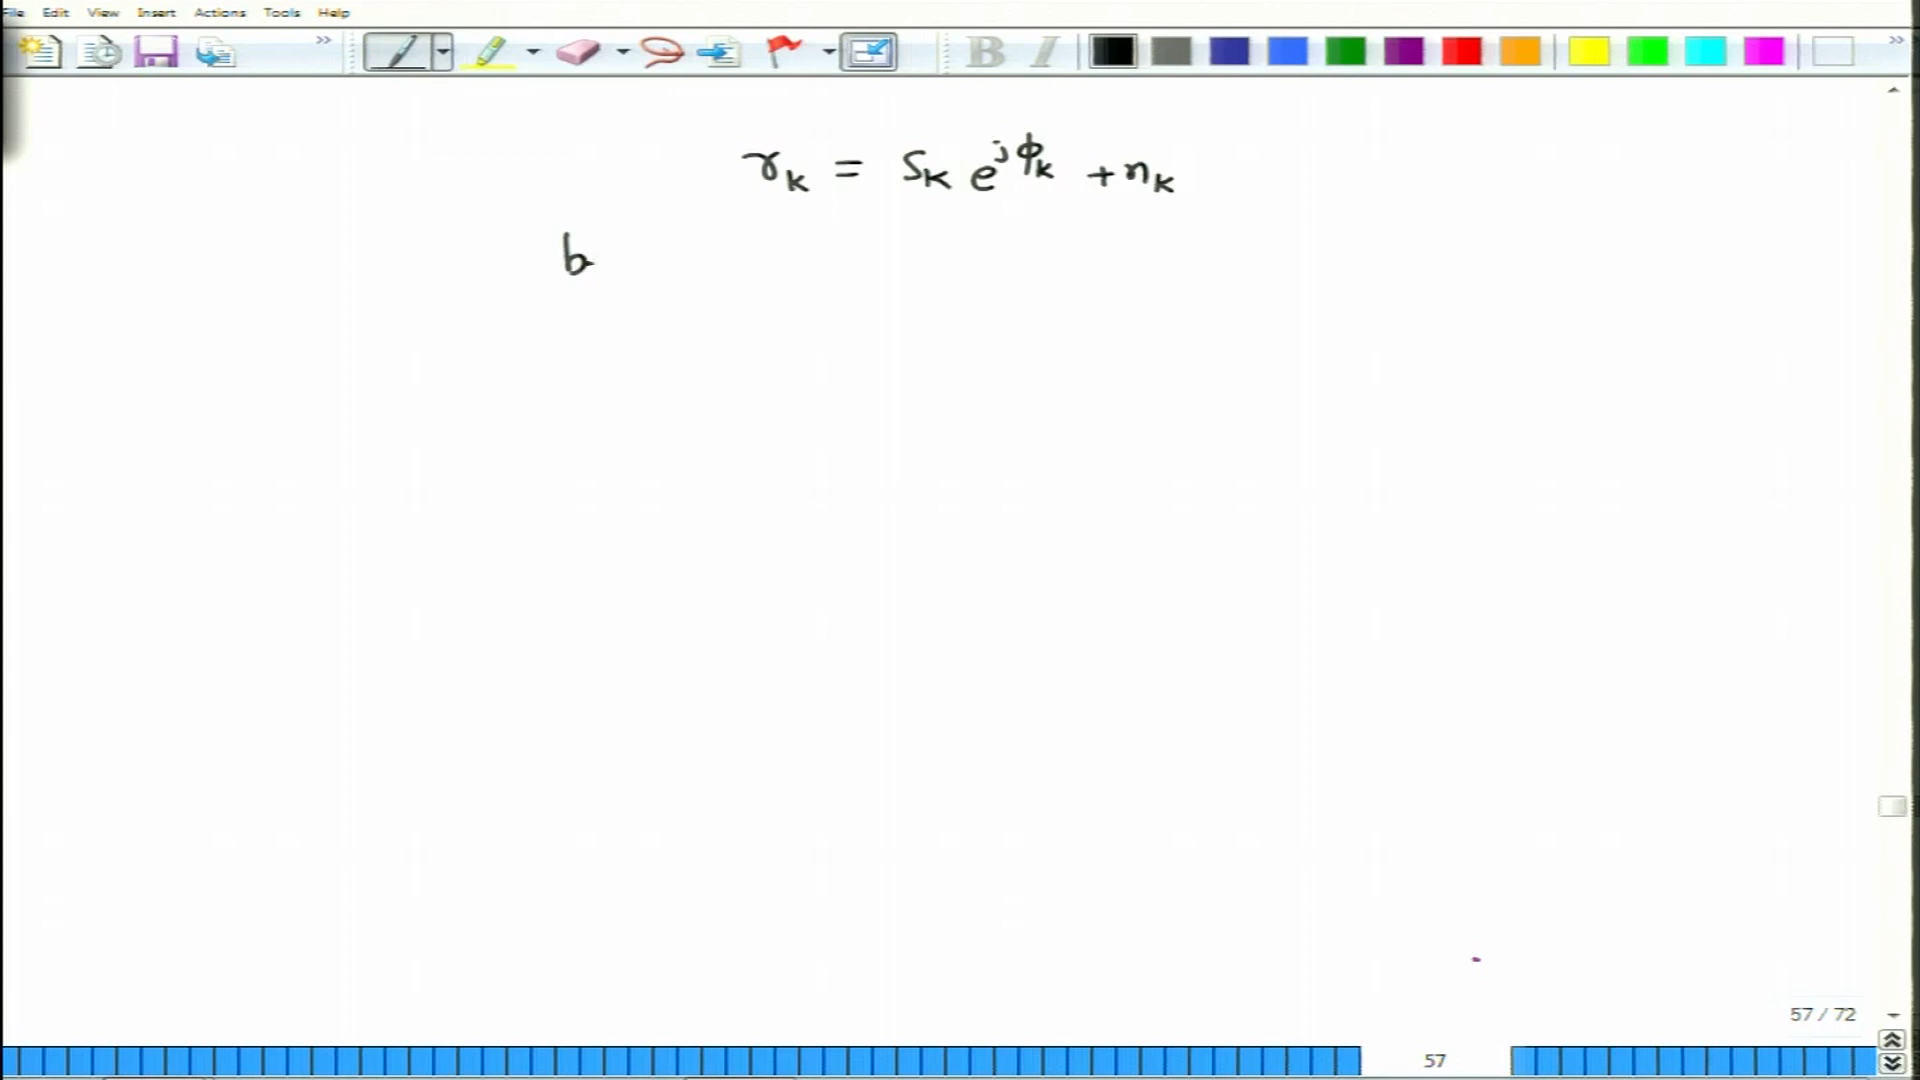 File Edit View Insert Actions Tools Help
B I
r_k = s_k e^{jϕ_k} + n_k
b
57 / 72
57